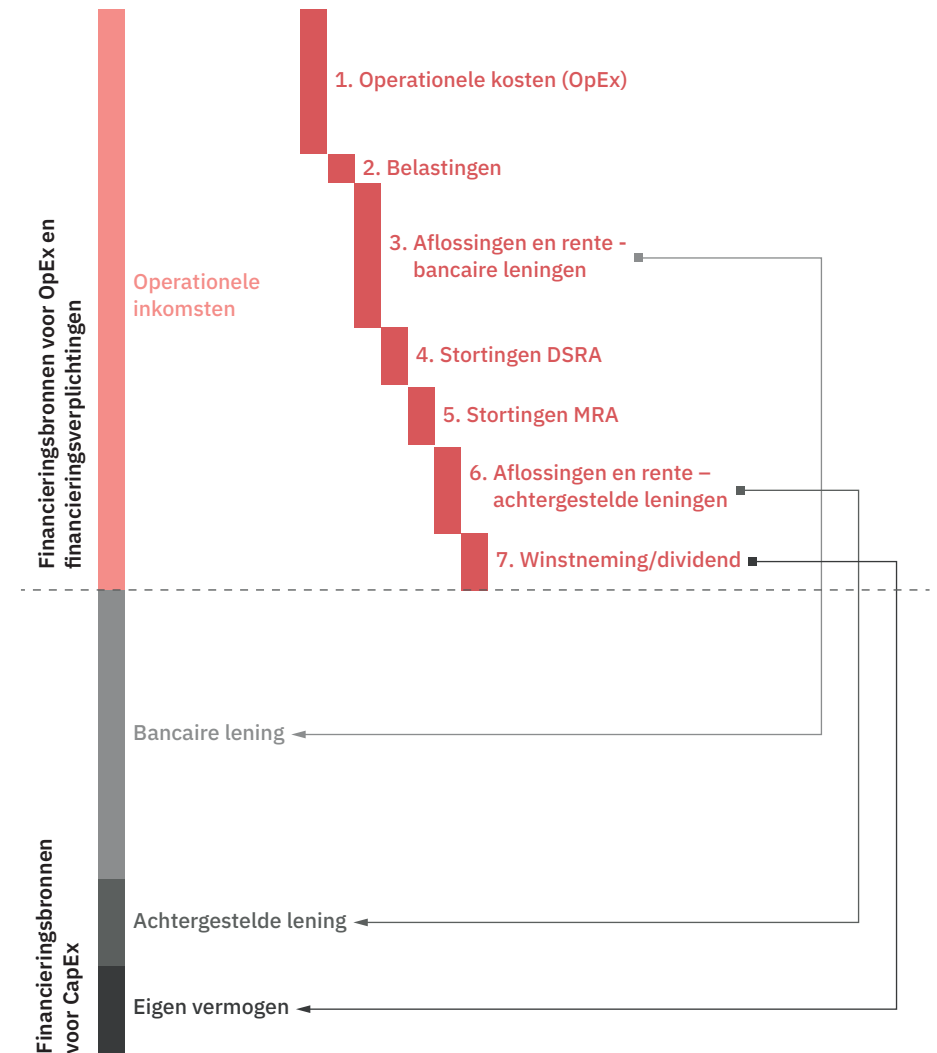 Financieringsbronnen voor OpEx en
financieringsverplichtingen
Operationele
inkomsten
1. Operationele kosten (OpEx)
2. Belastingen
3. Aflossingen en rente -
bancaire leningen
4. Stortingen DSRA
5. Stortingen MRA
6. Aflossingen en rente –
achtergestelde leningen
7. Winstneming/dividend
Financieringsbronnen
voor CapEx
Bancaire lening
Achtergestelde lening
Eigen vermogen